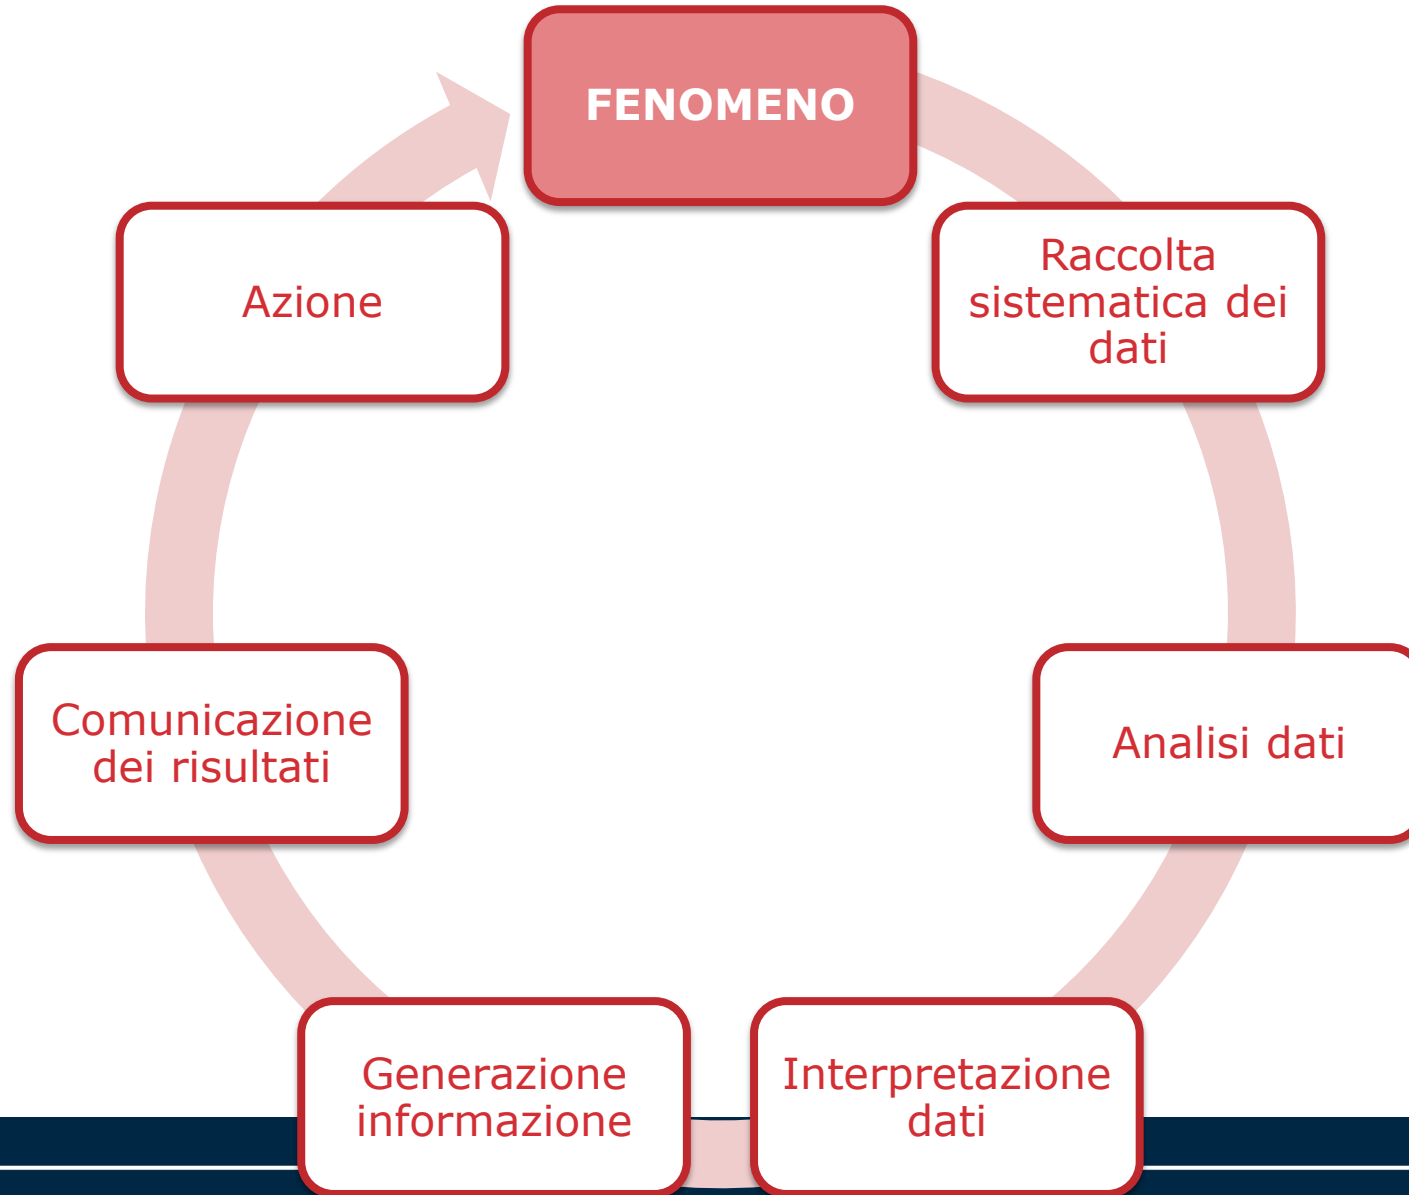 FENOMENO
Raccolta
sistematica dei
dati
Analisi dati
Interpretazione
dati
Generazione
informazione
Comunicazione
dei risultati
Azione